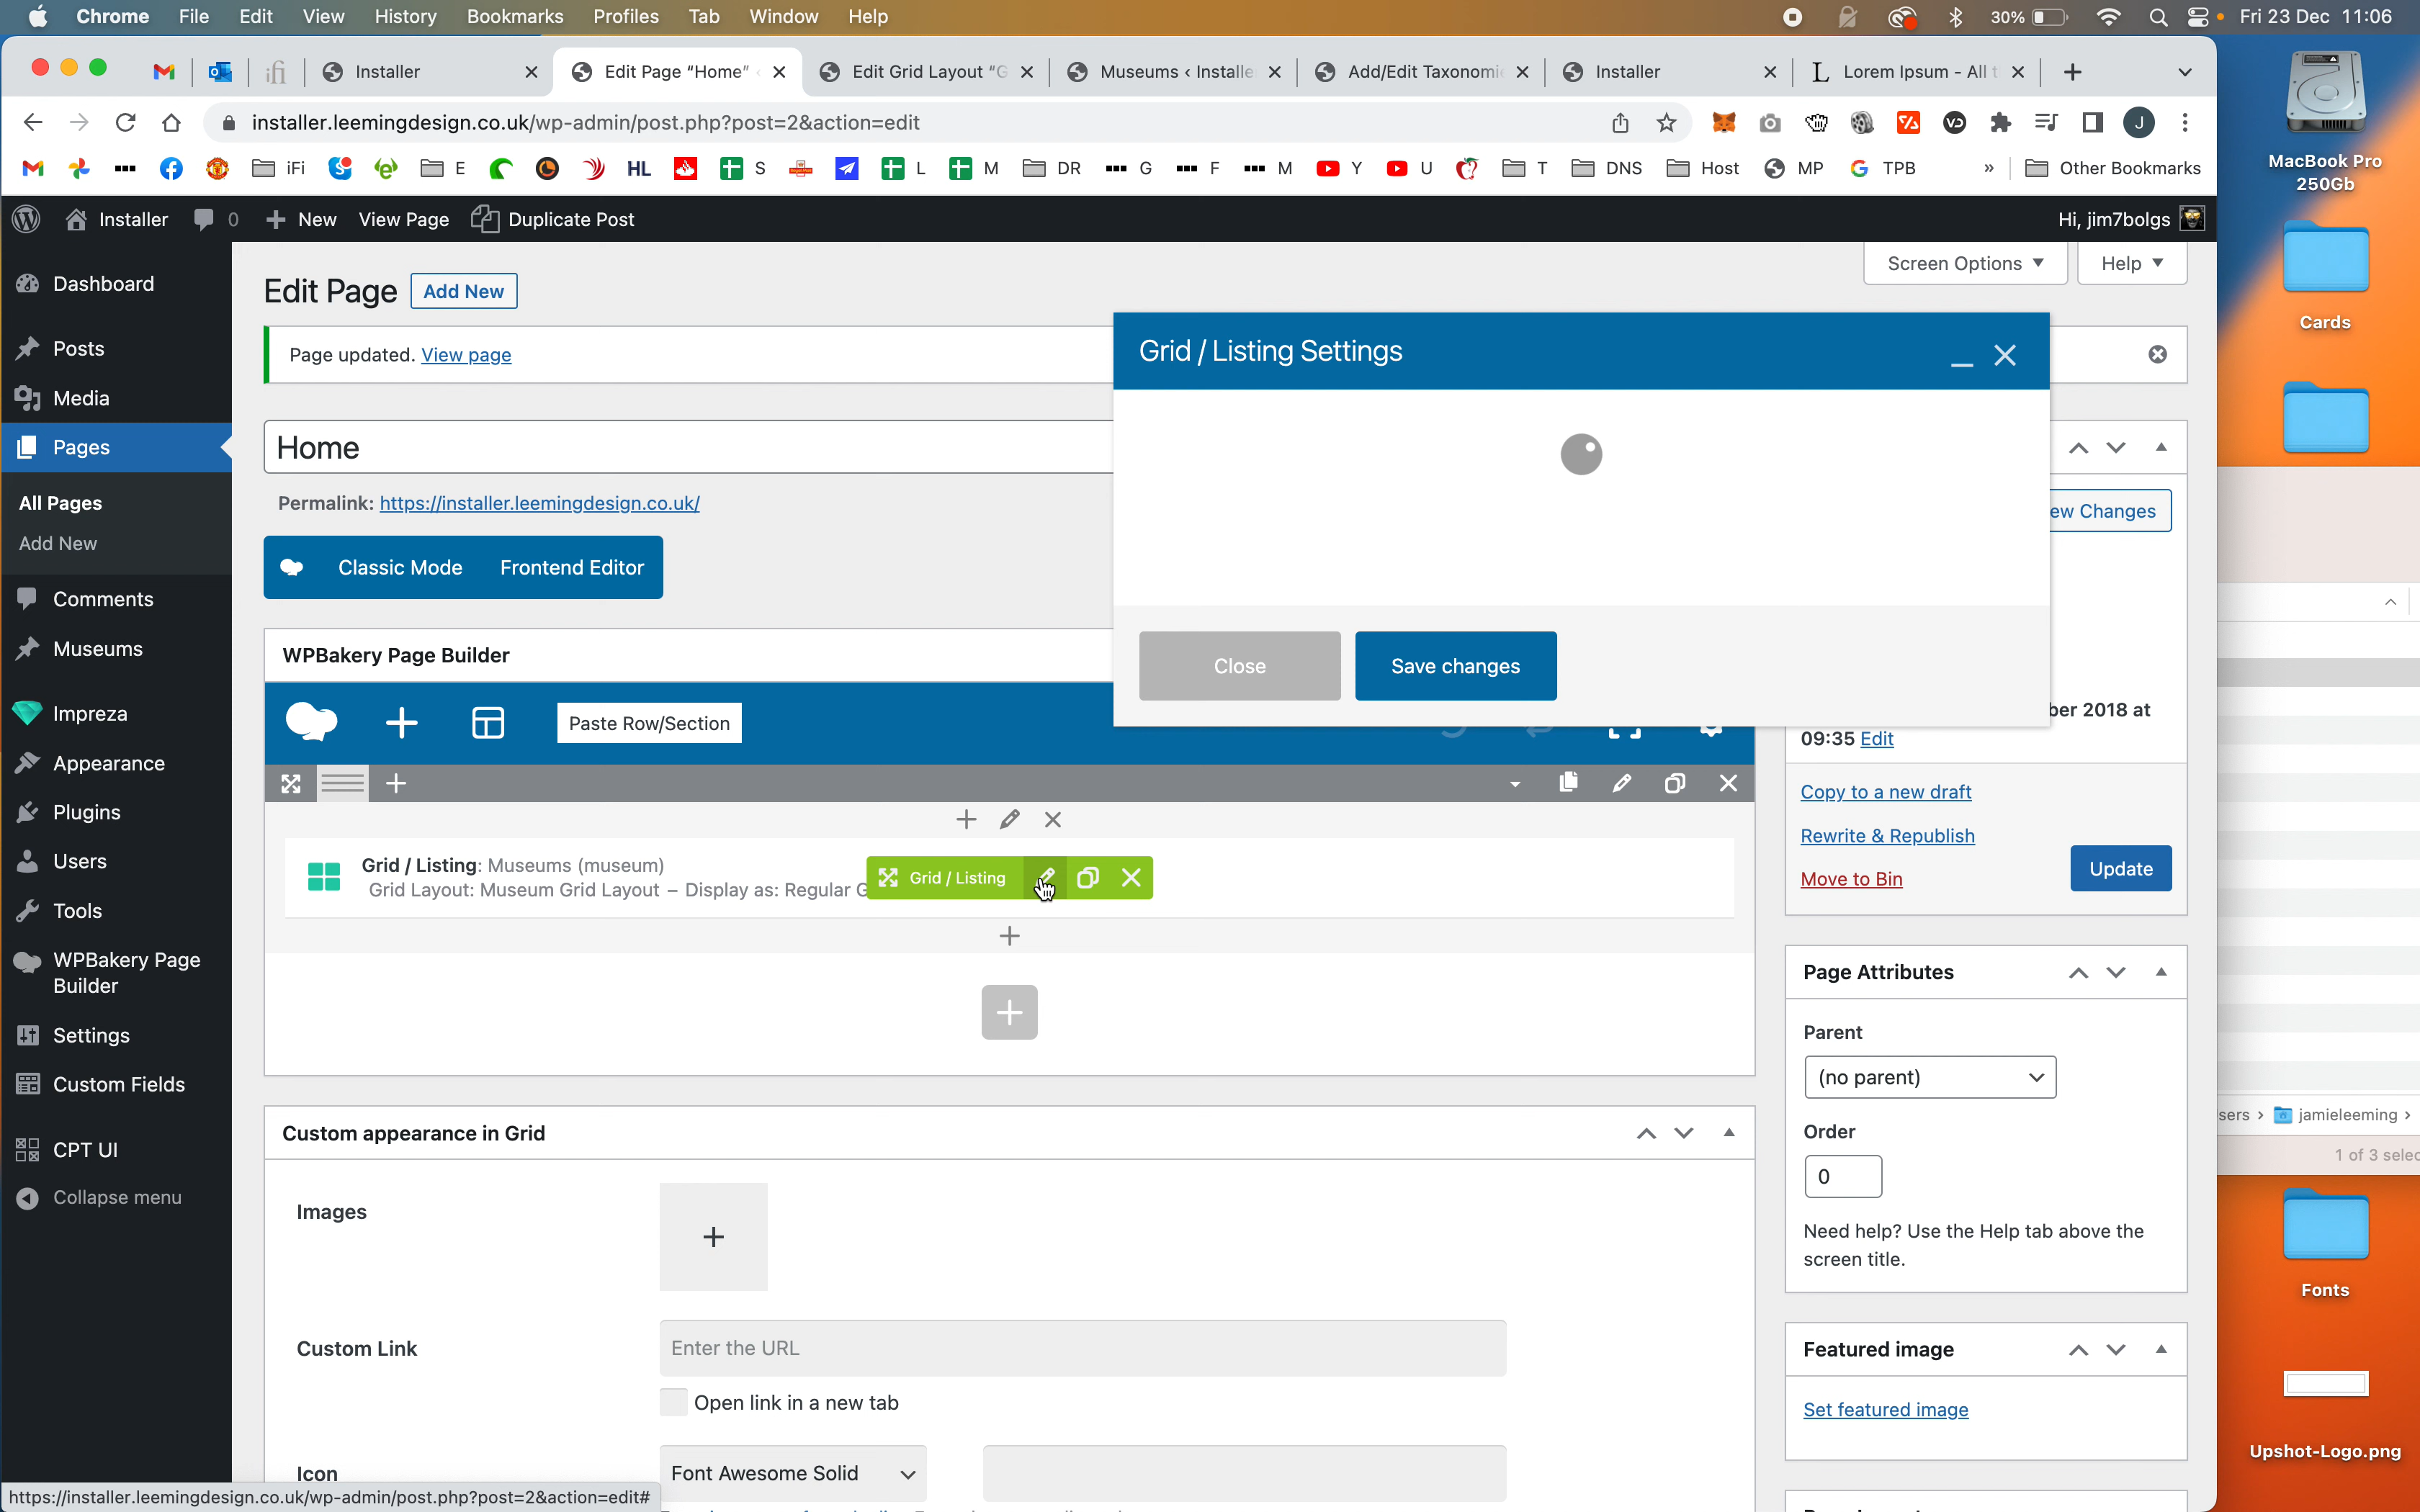 Chrome File Edit View History Bookmarks Profiles Tab Window Help 30% Fri 23 Dec 11:06
ifi Installer Edit Page “Home” Edit Grid Layout “G Museums ‹ Installe Add/Edit Taxonomi Installer L Lorem Ipsum - All t
installer.leemingdesign.co.uk/wp-admin/post.php?post=2&action=edit J
iFi E HL S L M DR G F M Y U T DNS Host MP TPB » Other Bookmarks
MacBook Pro
250Gb
Installer 0 New View Page Duplicate Post Hi, jim7bolgs
Dashboard
Posts
Media
Pages
All Pages
Add New
Comments
Museums
Impreza
Appearance
Plugins
Users
Tools
WPBakery Page
Builder
Settings
Custom Fields
CPT UI
Collapse menu
Screen Options Help
Edit Page Add New
Page updated. View page
Home
Permalink: https://installer.leemingdesign.co.uk/
Classic Mode Frontend Editor
WPBakery Page Builder
Paste Row/Section
Grid / Listing Settings
Close Save changes
Grid / Listing: Museums (museum)
Grid Layout: Museum Grid Layout – Display as: Regular G
Grid / Listing
Custom appearance in Grid
Images
Custom Link Enter the URL
Open link in a new tab
Icon Font Awesome Solid
ew Changes
ber 2018 at
09:35 Edit
Copy to a new draft
Rewrite & Republish
Move to Bin Update
Page Attributes
Parent
(no parent)
Order
0
Need help? Use the Help tab above the
screen title.
Featured image
Set featured image
Cards
sers › jamieleeming ›
1 of 3 selec
Fonts
Upshot-Logo.png
https://installer.leemingdesign.co.uk/wp-admin/post.php?post=2&action=edit#